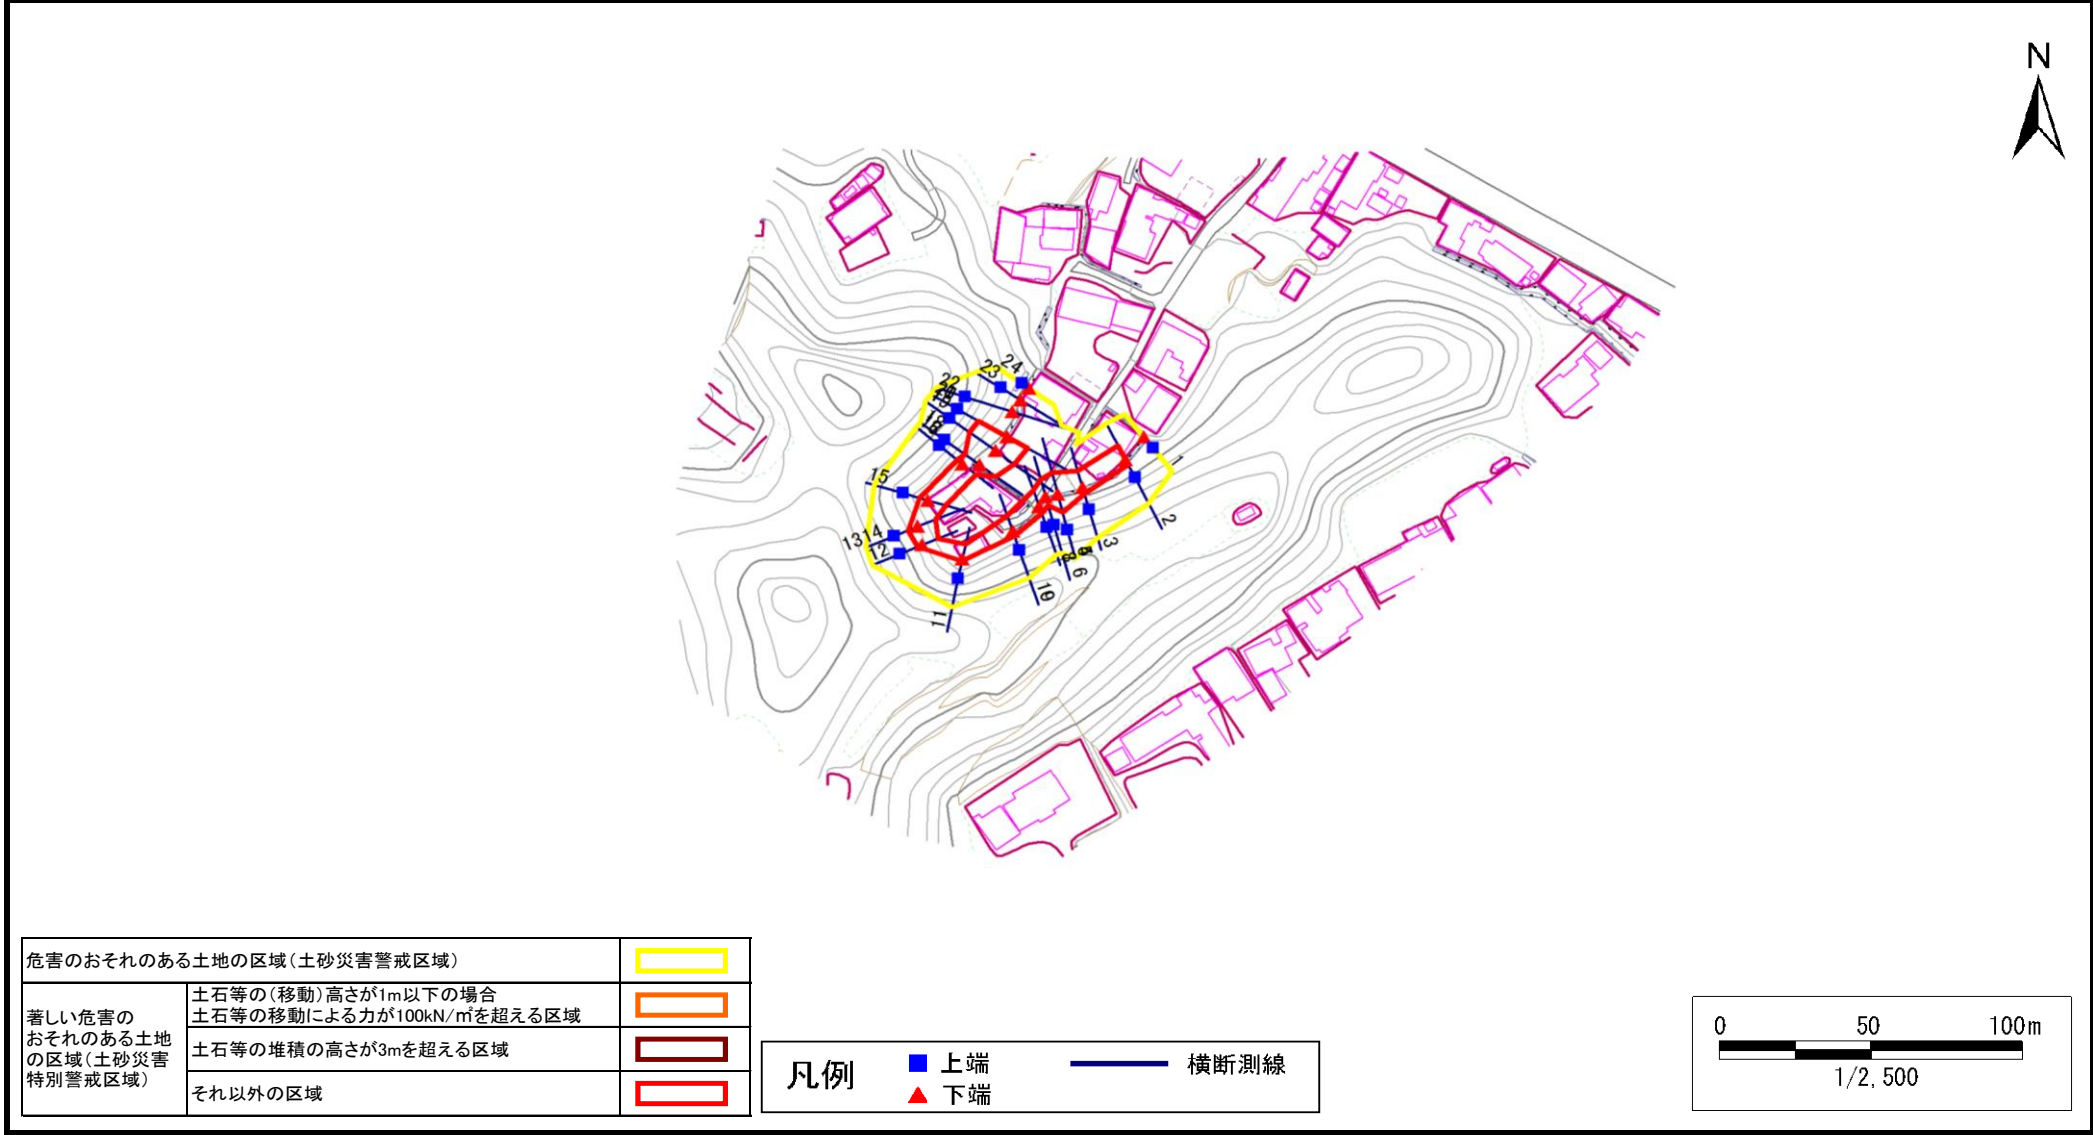 N
24
23
22
15
1314
12
11
10
6
3
2
1
危害のおそれのある土地の区域(土砂災害警戒区域)
著しい危害の
おそれのある土地
の区域(土砂災害
特別警戒区域)
土石等の(移動)高さが1m以下の場合
土石等の移動による力が100kN/㎡を超える区域
土石等の堆積の高さが3mを超える区域
それ以外の区域
凡例
上端
下端
横断測線
0 50 100m
1/2,500